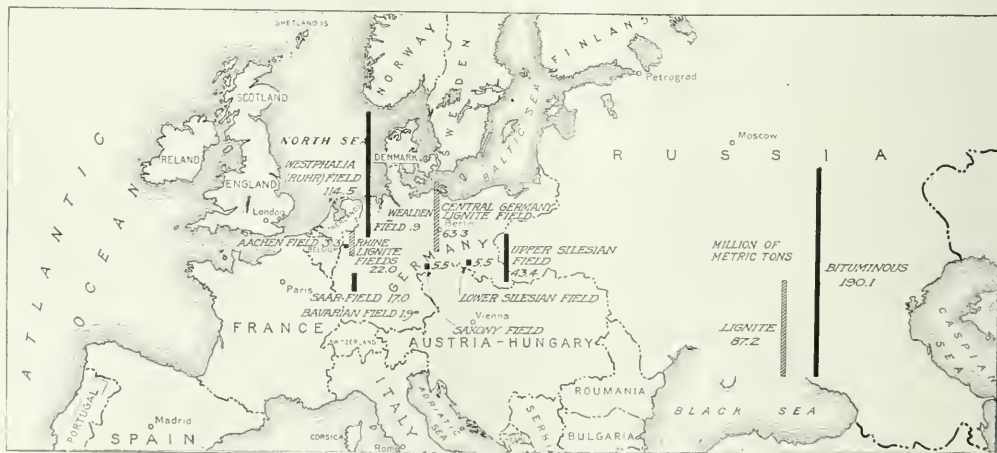 SHETLAND IS
NORWAY
SWEDEN
FINLAND
Petrograd
SCOTLAND
NORTH SEA
BALTIC SEA
Moscow
RUSSIA
IRELAND
ENGLAND
London
ATLANTIC
OCEAN
WESTPHALIA
(RUHR) FIELD
114.5
DENMARK
WEALDEN
FIELD .9
CENTRAL GERMANY
LIGNITE FIELD
Berlin
63.3
AACHEN FIELD 3.3
RHINE
LIGNITE
FIELDS
22.0
GERMANY
5.5
5.5
UPPER SILESIAN
FIELD
43.4
LOWER SILESIAN FIELD
MILLION OF
METRIC TONS
BITUMINOUS
190.1
Paris
SAAR-FIELD 17.0
BAVARIAN FIELD 1.9
Vienna
SAXONY FIELD
FRANCE
SWITZERLAND
AUSTRIA-HUNGARY
LIGNITE
87.2
CASPIAN
SEA
ITALY
ADRIATIC
ROUMANIA
SERBIA
BULGARIA
BLACK SEA
PORTUGAL
Madrid
SPAIN
CORSICA
Rome